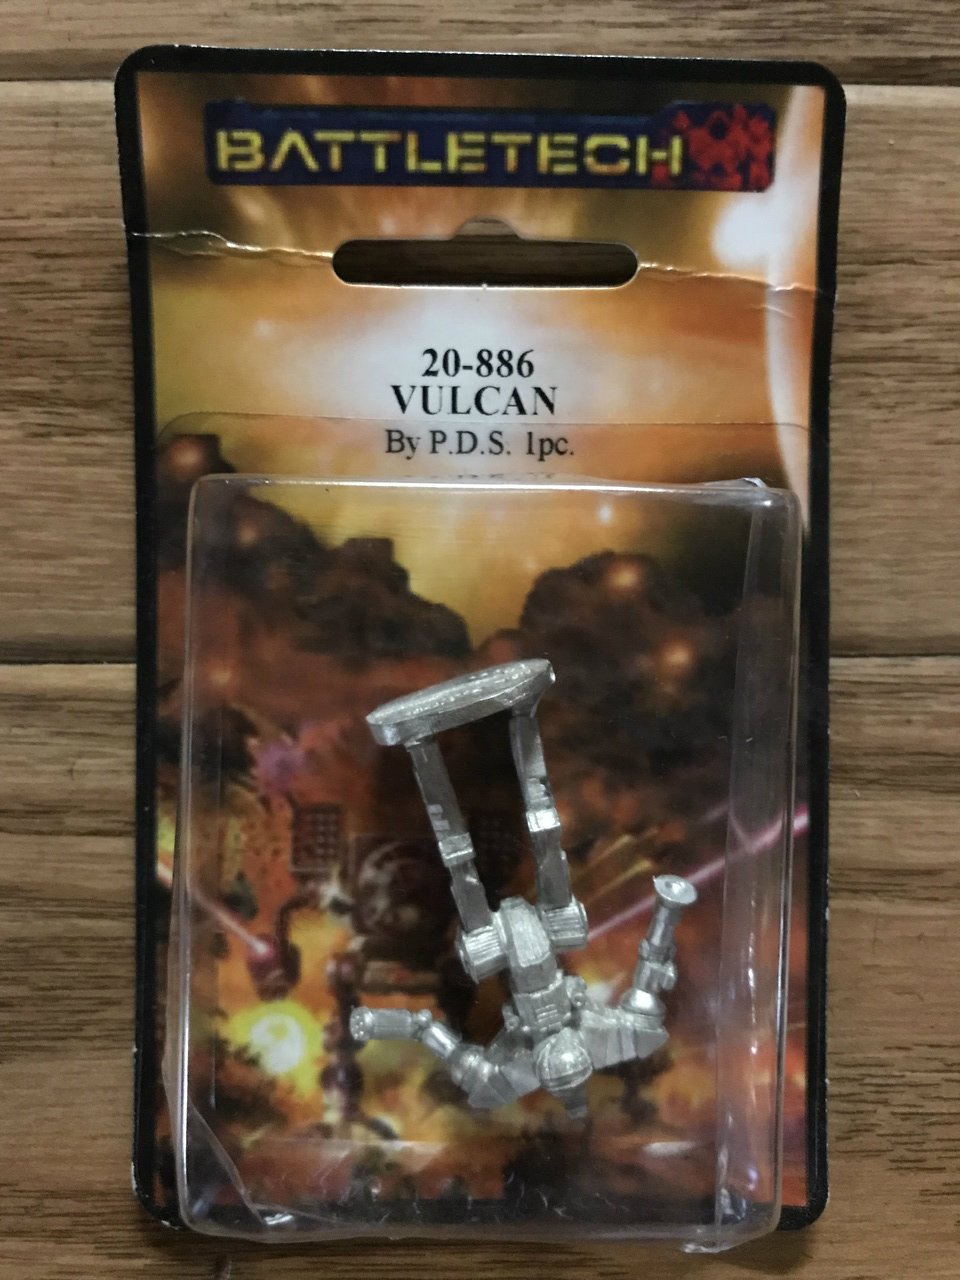 BATTLETECH
20-886
VULCAN
By P.D.S. 1pc.